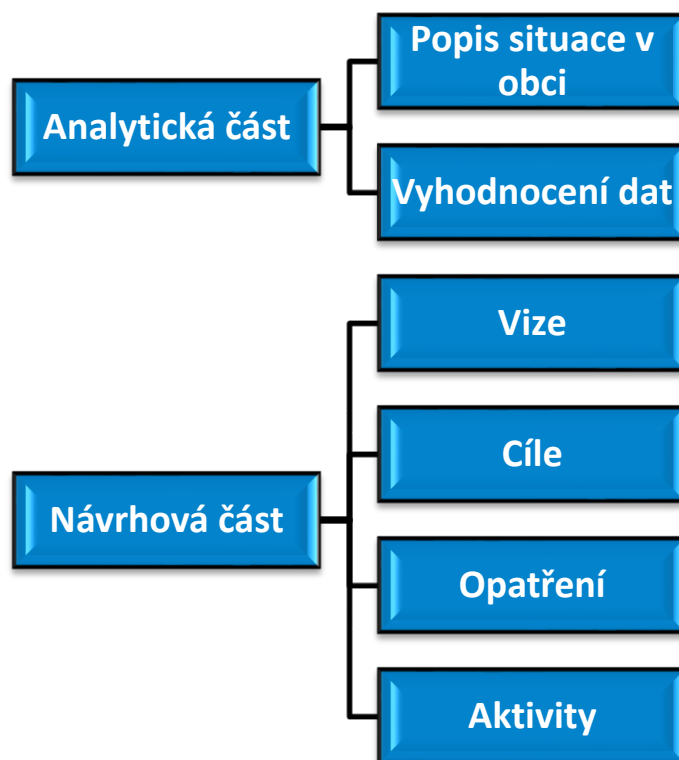 Popis situace v
obci
Analytická část
Vyhodnocení dat
Vize
Cíle
Návrhová část
Opatření
Aktivity